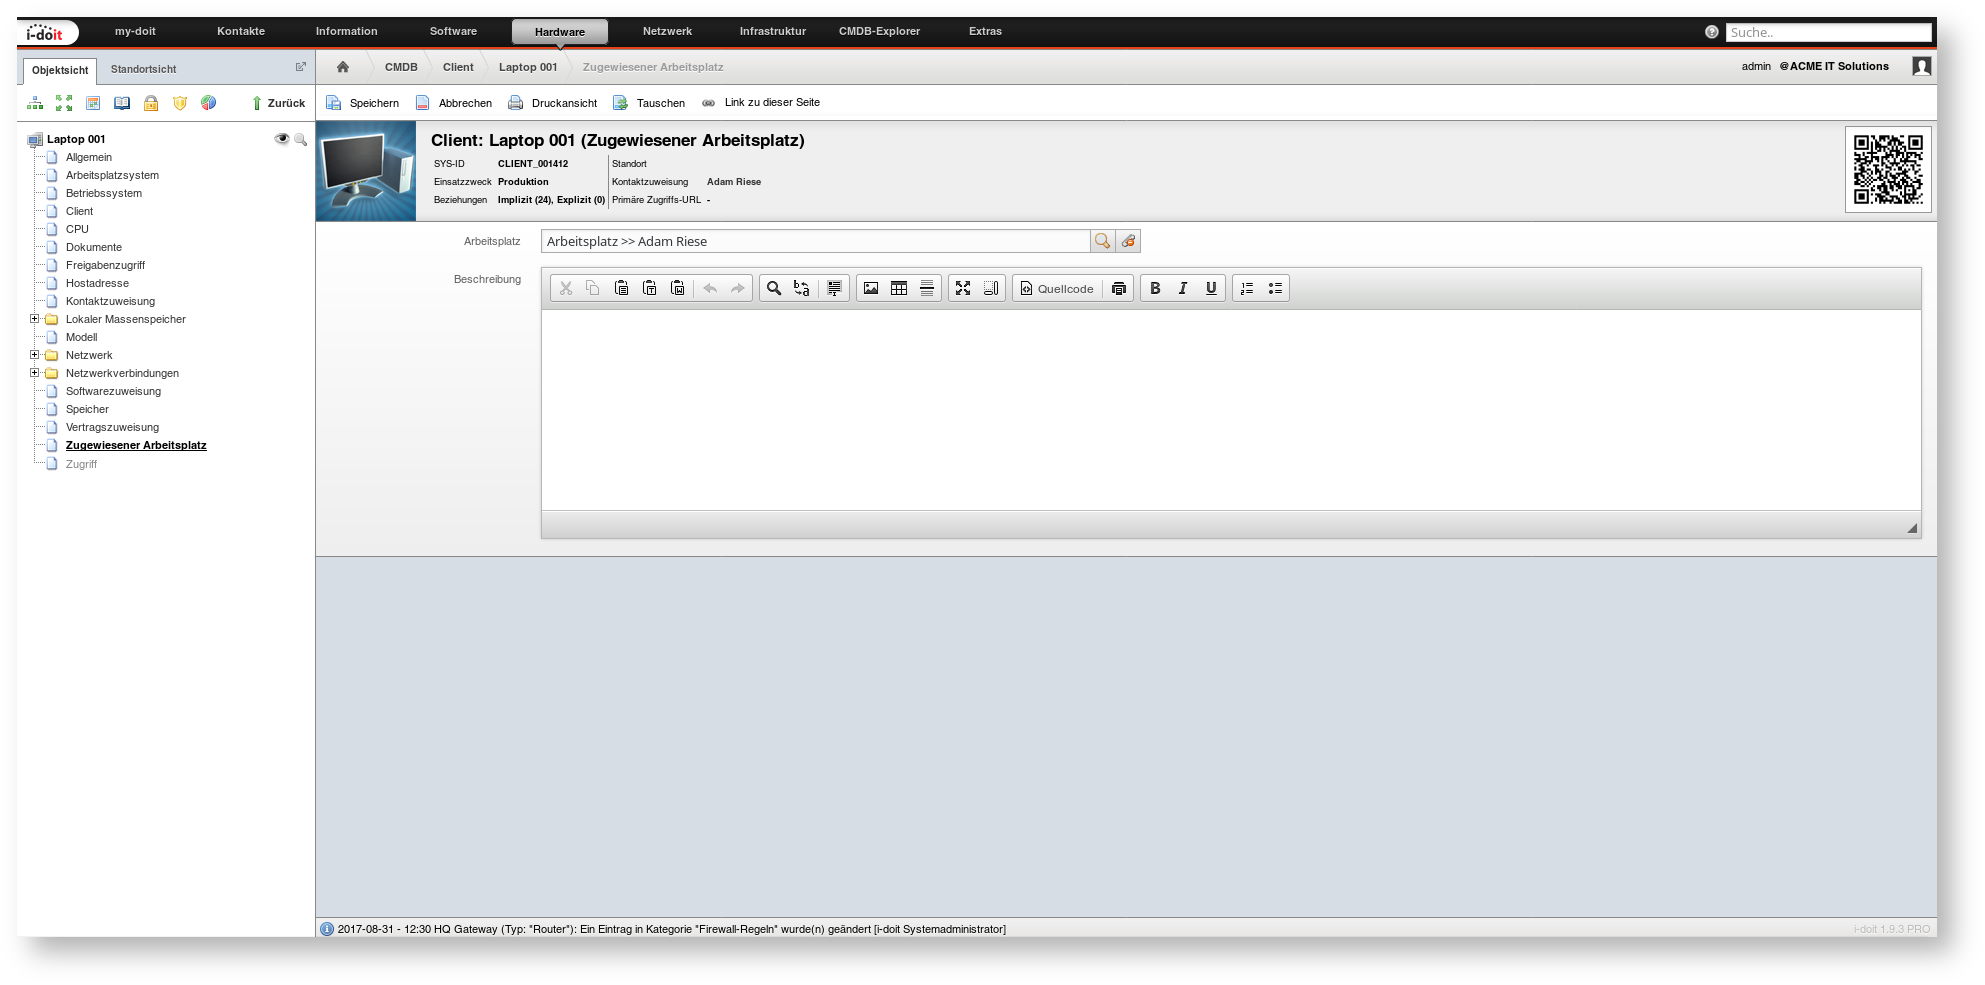 i-doit
my-doit
Kontakte
Information
Software
Hardware
Netzwerk
Infrastruktur
CMDB-Explorer
Extras
Suche..
Objektsicht
Standortsicht
CMDB
Client
Laptop 001
Zugewiesener Arbeitsplatz
admin @ACME IT Solutions
Zurück
Speichern
Abbrechen
Druckansicht
Tauschen
Link zu dieser Seite
Laptop 001
Allgemein
Arbeitsplatzsystem
Betriebssystem
Client
CPU
Dokumente
Freigabenzugriff
Hostadresse
Kontaktzuweisung
Lokaler Massenspeicher
Modell
Netzwerk
Netzwerkverbindungen
Softwarezuweisung
Speicher
Vertragszuweisung
Zugewiesener Arbeitsplatz
Zugriff
Client: Laptop 001 (Zugewiesener Arbeitsplatz)
SYS-ID CLIENT_001412 Standort
Einsatzzweck Produktion Kontaktzuweisung Adam Riese
Beziehungen Implizit (24), Explizit (0) Primäre Zugriffs-URL -
Arbeitsplatz Arbeitsplatz >> Adam Riese
Beschreibung
Quellcode
B I U
2017-08-31 - 12:30 HQ Gateway (Typ: "Router"): Ein Eintrag in Kategorie "Firewall-Regeln" wurde(n) geändert [i-doit Systemadministrator]
i-doit 1.9.3 PRO